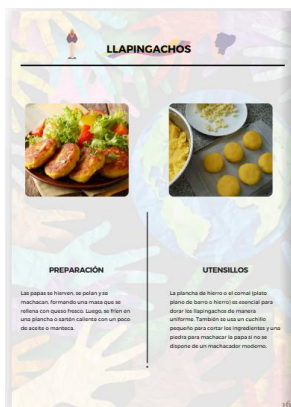 LLAPINGACHOS
PREPARACIÓN
Las papas se hierven, se pelan y se
machacan, formando una masa que se
rellena con queso fresco. Luego, se fríen en
una plancha o sartén caliente con un poco
de aceite o manteca.
UTENSILLOS
La plancha de hierro o el comal (plato
plano de barro o hierro) es esencial para
dorar los llapingachos de manera
uniforme. También se usa un cuchillo
pequeño para cortar los ingredientes y una
piedra para machacar la papa si no se
dispone de un machacador moderno.